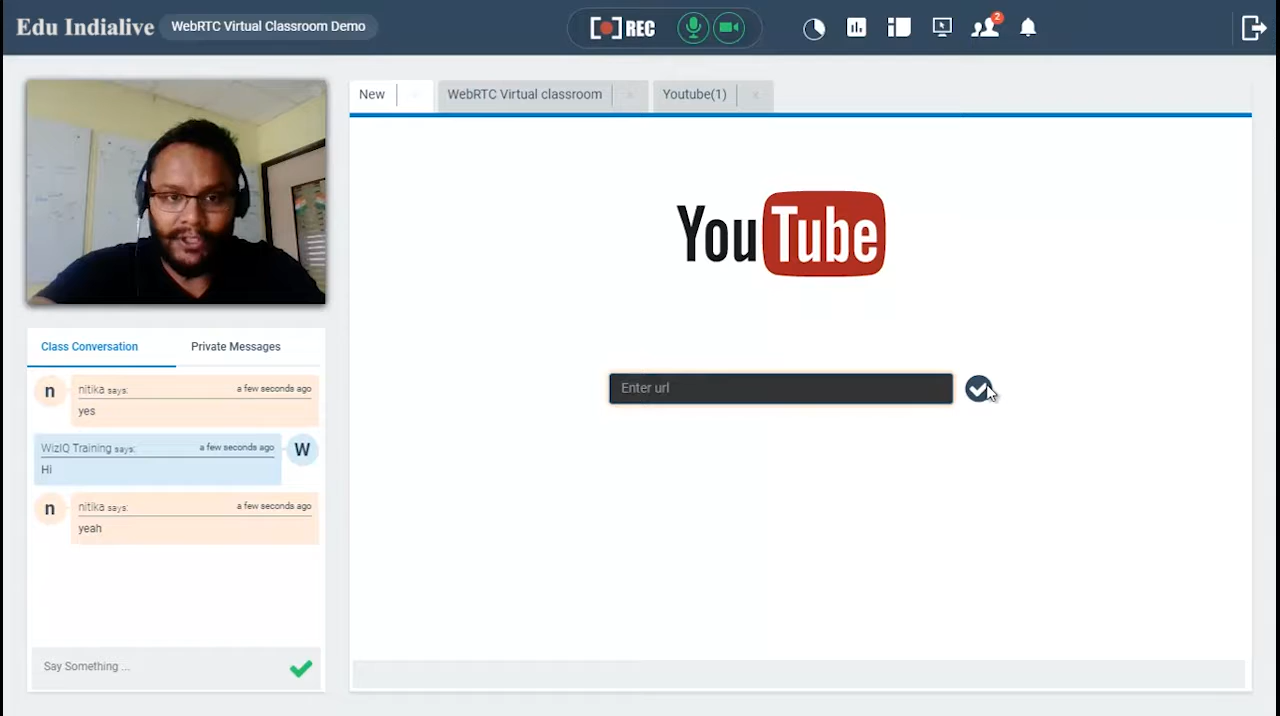 Edu Indialive WebRTC Virtual Classroom Demo REC 2
New WebRTC Virtual classroom x Youtube(1) x
YouTube
Enter url
Class Conversation Private Messages
n nitika says: a few seconds ago
yes
WizIQ Training says: a few seconds ago W
Hi
n nitika says: a few seconds ago
yeah
Say Something ...